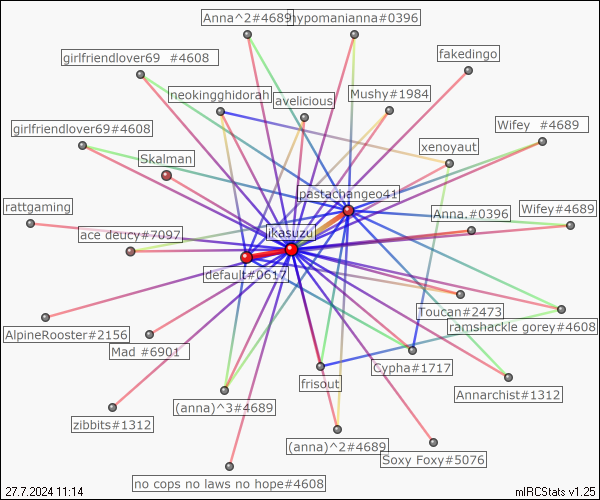 Anna^2#4689
hypomanianna#0396
girlfriendlover69 #4608
fakedingo
neokingghidorah
avelicious
Mushy#1984
girlfriendlover69#4608
Wifey #4689
Skalman
xenoyaut
pastachangeo41
rattgaming
Anna.#0396
Wifey#4689
ace deucy#7097
ikasuzu
default#0617
Toucan#2473
ramshackle gorey#4608
AlpineRooster#2156
Mad #6901
Cypha#1717
frisout
Annarchist#1312
zibbits#1312
(anna)^3#4689
(anna)^2#4689
Soxy Foxy#5076
no cops no laws no hope#4608
27.7.2024 11:14
mIRCStats v1.25